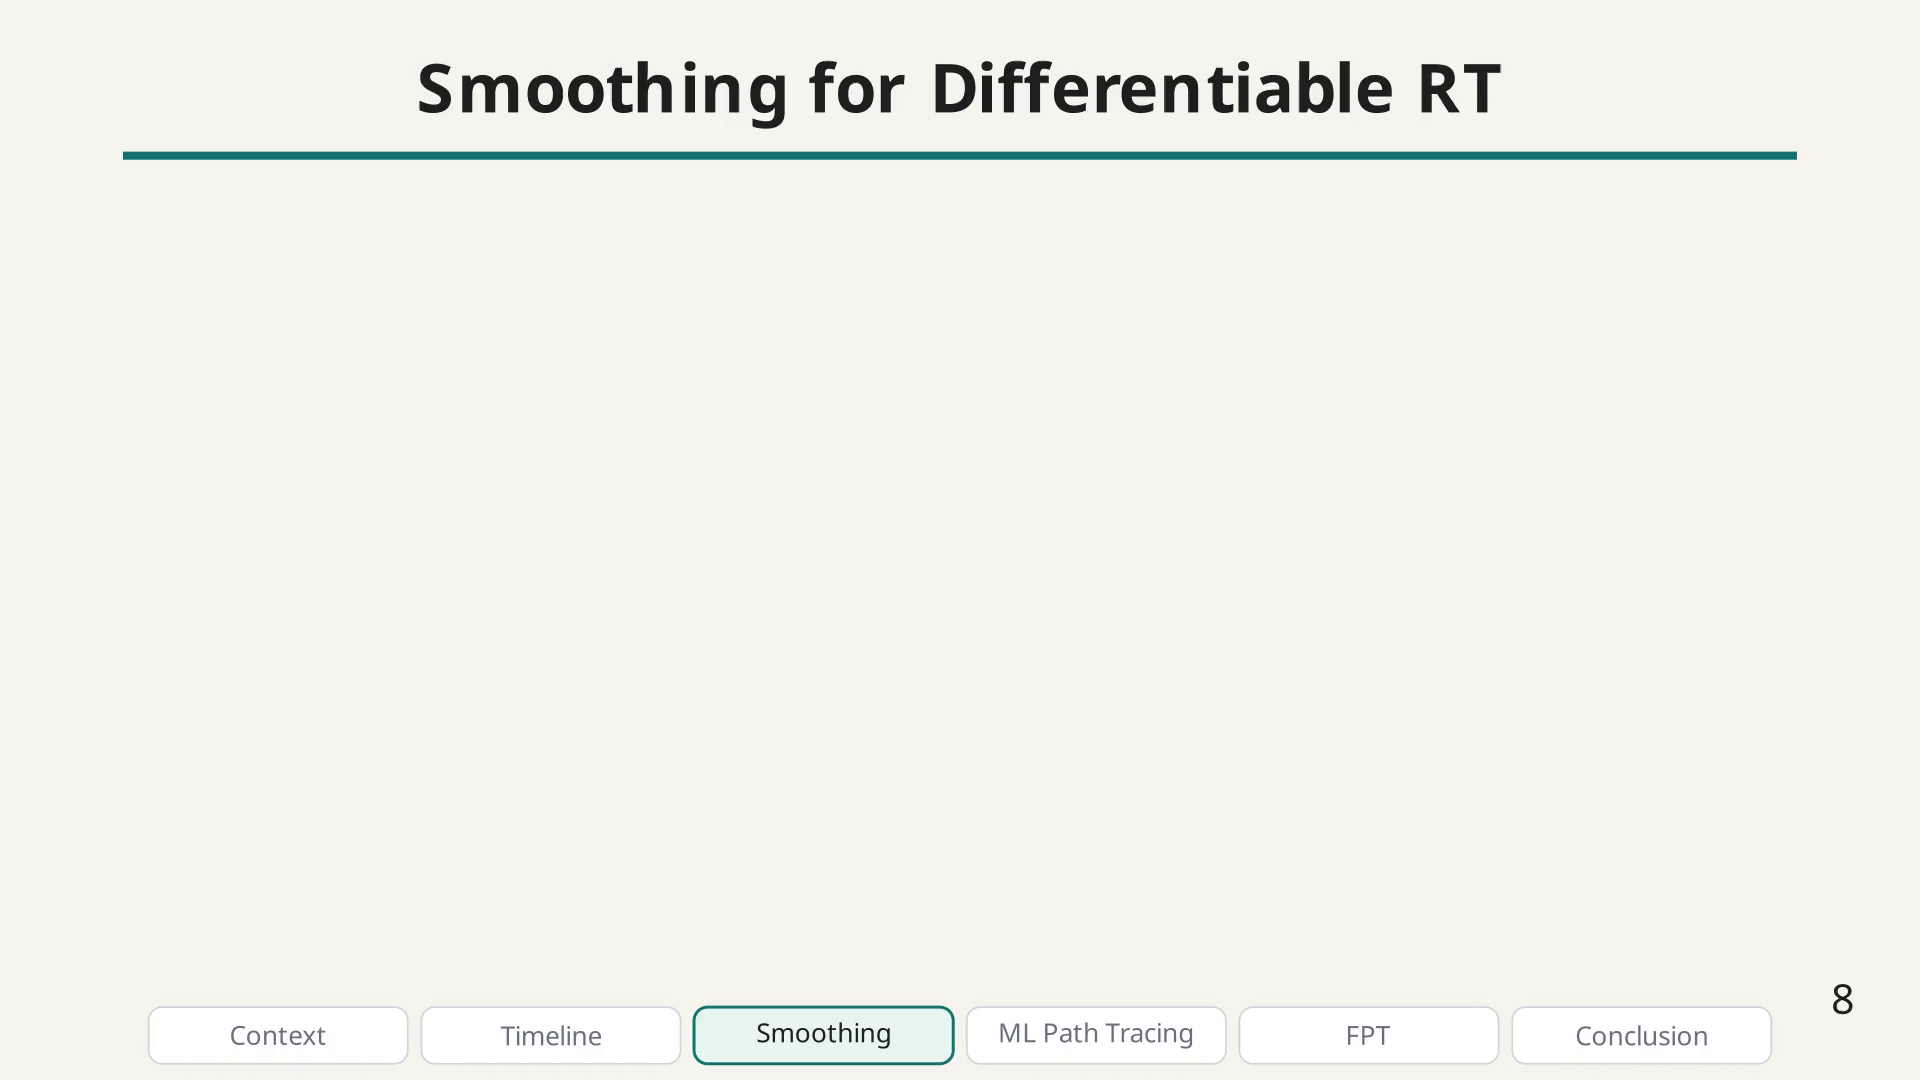 Smoothing for Differentiable RT
8
Context
Timeline
Smoothing
ML Path Tracing
FPT
Conclusion